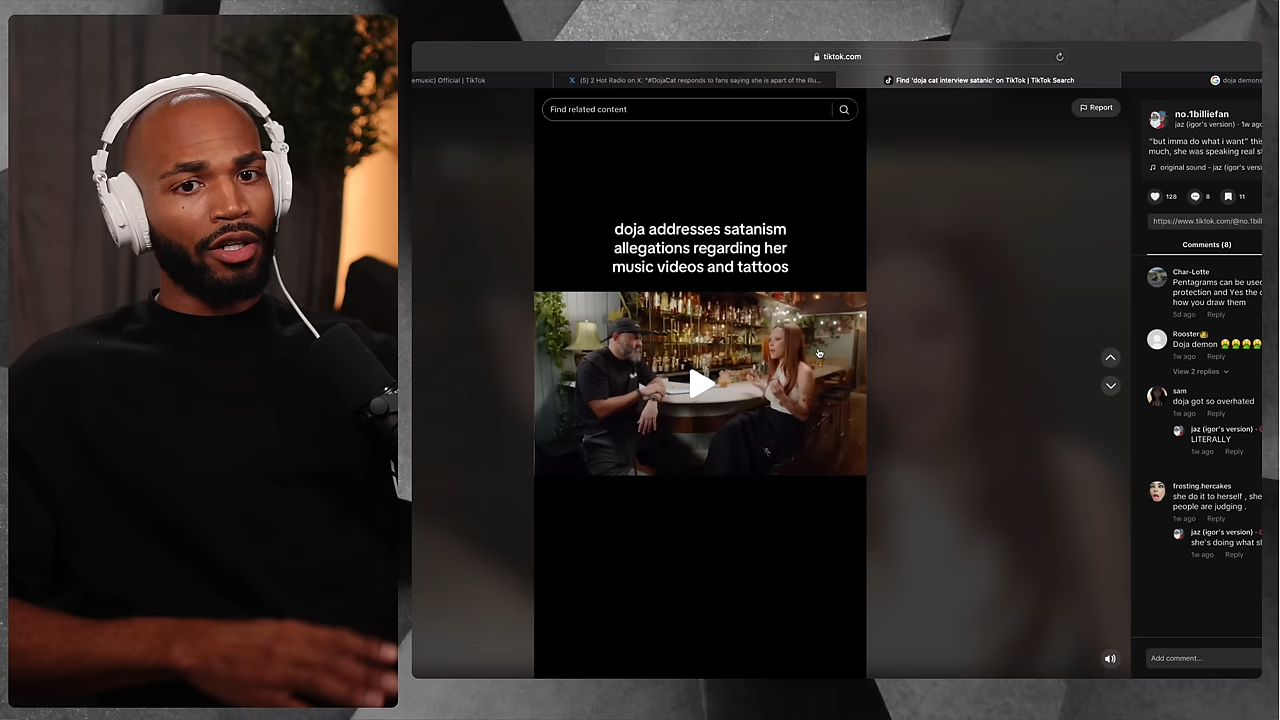 tiktok.com
emusic) Official | TikTok
X (5) 2 Hot Radio on X: "#DojaCat responds to fans saying she is apart of the Illu...
Find 'doja cat interview satanic' on TikTok | TikTok Search
G doja demons
Find related content
Report
doja addresses satanism
allegations regarding her
music videos and tattoos
no.1billiefan
jaz (igor's version) · 1w ag
"but imma do what i want" this
much, she was speaking real s
original sound - jaz (igor's versi
128
8
11
https://www.tiktok.com/@no.1bil
Comments (8)
Char-Lotte
Pentagrams can be used
protection and Yes the
how you draw them
5d ago Reply
Rooster
Doja demon 🤮🤮🤮🤮
1w ago Reply
View 2 replies
sam
doja got so overhated
1w ago Reply
jaz (igor's version) ·
LITERALLY
1w ago Reply
frosting.hercakes
she do it to herself , she
people are judging .
1w ago Reply
jaz (igor's version) ·
she's doing what s
1w ago Reply
Add comment...